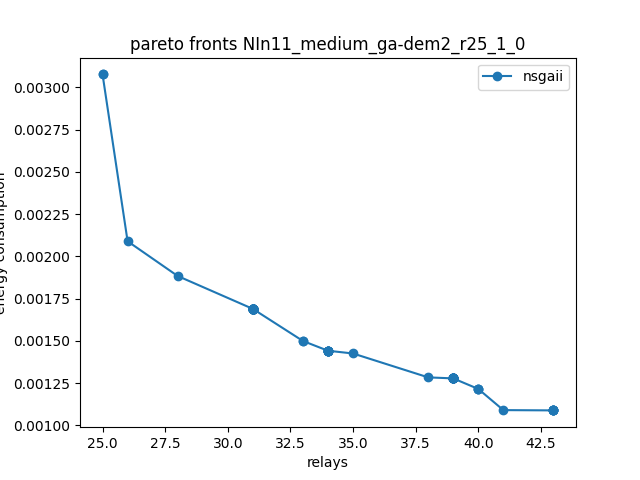 pareto fronts NIn11_medium_ga-dem2_r25_1_0
nsgaii
0.00300
0.00275
0.00250
0.00225
0.00200
0.00175
0.00150
0.00125
0.00100
energy consumption
25.0 27.5 30.0 32.5 35.0 37.5 40.0 42.5
relays